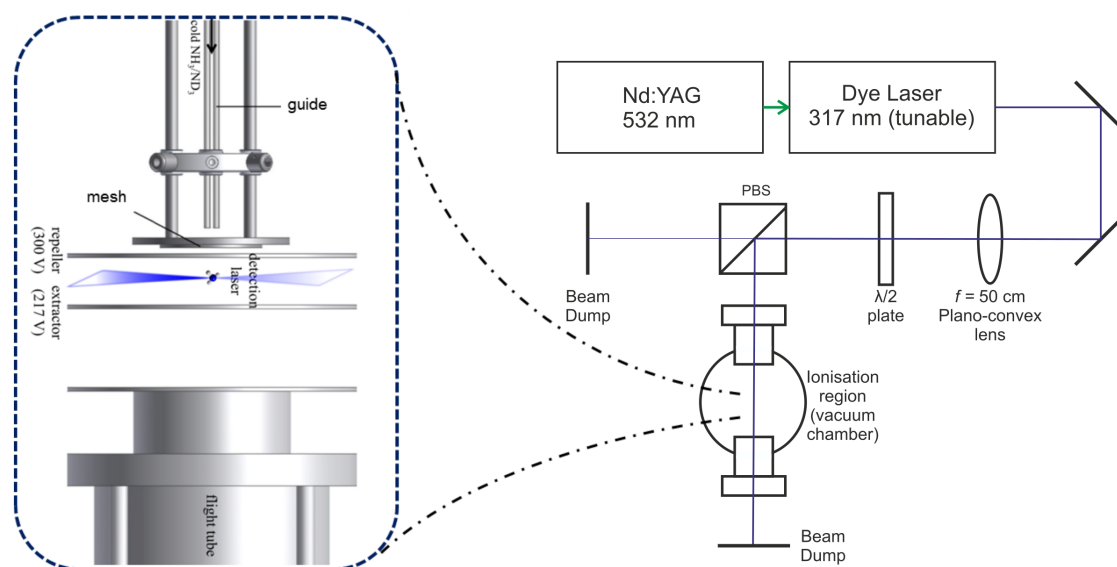 cold NH₃/ND₃
guide
mesh
repeller
(300 V)
extractor
(217 V)
detection
laser
flight tube
Nd:YAG
532 nm
Dye Laser
317 nm (tunable)
PBS
Beam
Dump
λ/2
plate
f = 50 cm
Plano-convex
lens
Ionisation
region
(vacuum
chamber)
Beam
Dump